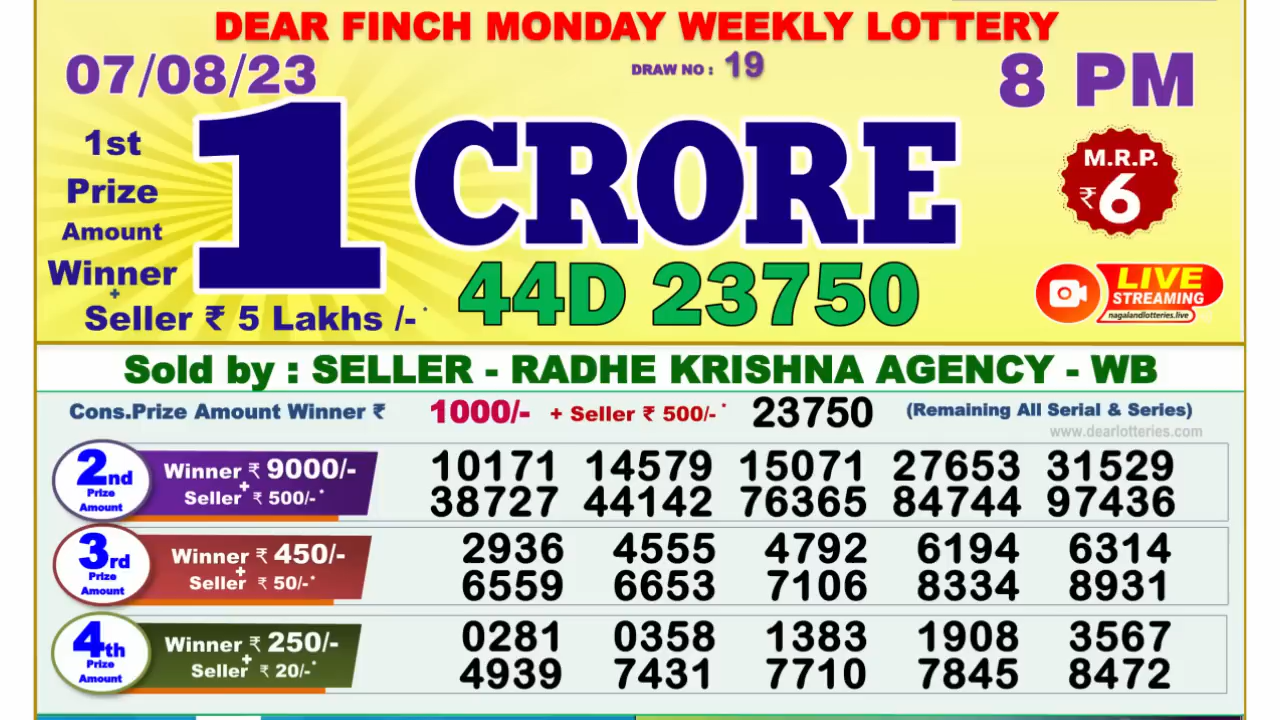 DEAR FINCH MONDAY WEEKLY LOTTERY
07/08/23
DRAW NO : 19
8 PM
1st
Prize
Amount
Winner
+
Seller ₹ 5 Lakhs /-*
1 CRORE
44D 23750
M.R.P.
₹6
LIVE
STREAMING
nagalandlotteries.live
Sold by : SELLER - RADHE KRISHNA AGENCY - WB
Cons.Prize Amount Winner ₹ 1000/- + Seller ₹ 500/-* 23750 (Remaining All Serial & Series)
www.dearlotteries.com
2nd
Prize
Amount
Winner ₹ 9000/-
+
Seller ₹ 500/-*
10171 14579 15071 27653 31529
38727 44142 76365 84744 97436
3rd
Prize
Amount
Winner ₹ 450/-
+
Seller ₹ 50/-*
2936 4555 4792 6194 6314
6559 6653 7106 8334 8931
4th
Prize
Amount
Winner ₹ 250/-
+
Seller ₹ 20/-*
0281 0358 1383 1908 3567
4939 7431 7710 7845 8472